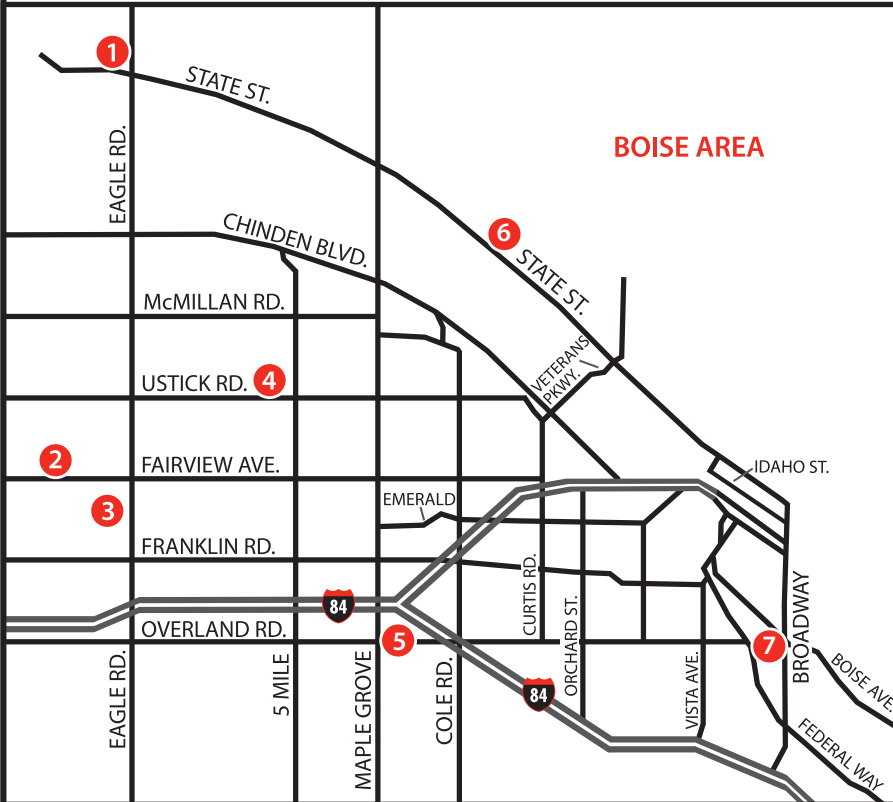 1
STATE ST.
BOISE AREA
EAGLE RD.
CHINDEN BLVD.
6
STATE ST.
McMILLAN RD.
VETERANS
PKWY.
USTICK RD.
4
2
FAIRVIEW AVE.
IDAHO ST.
EMERALD
3
FRANKLIN RD.
CURTIS RD.
84
OVERLAND RD.
5
ORCHARD ST.
BROADWAY
7
EAGLE RD.
5 MILE
MAPLE GROVE
COLE RD.
84
VISTA AVE.
BOISE AVE.
FEDERAL WAY